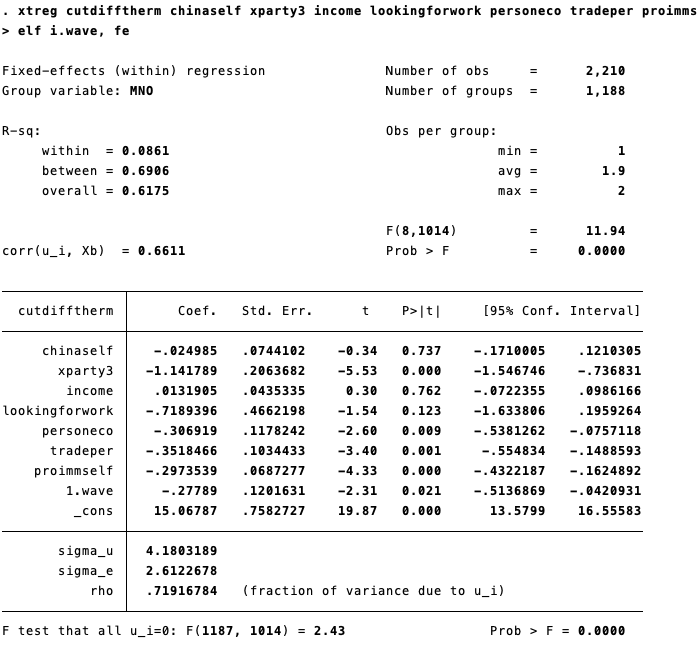 . xtreg cutdifftherm chinaself xparty3 income lookingforwork personeco tradeper proimms
> elf i.wave, fe
Fixed-effects (within) regression Number of obs = 2,210
Group variable: MNO Number of groups = 1,188
R-sq: Obs per group:
within = 0.0861 min = 1
between = 0.6906 avg = 1.9
overall = 0.6175 max = 2
F(8,1014) = 11.94
corr(u_i, Xb) = 0.6611 Prob > F = 0.0000
cutdifftherm Coef. Std. Err. t P>|t| [95% Conf. Interval]
chinaself -.024985 .0744102 -0.34 0.737 -.1710005 .1210305
xparty3 -1.141789 .2063682 -5.53 0.000 -1.546746 -.736831
income .0131905 .0435335 0.30 0.762 -.0722355 .0986166
lookingforwork -.7189396 .4662198 -1.54 0.123 -1.633806 .1959264
personeco -.306919 .1178242 -2.60 0.009 -.5381262 -.0757118
tradeper -.3518466 .1034433 -3.40 0.001 -.554834 -.1488593
proimmself -.2973539 .0687277 -4.33 0.000 -.4322187 -.1624892
1.wave -.27789 .1201631 -2.31 0.021 -.5136869 -.0420931
_cons 15.06787 .7582727 19.87 0.000 13.5799 16.55583
sigma_u 4.1803189
sigma_e 2.6122678
rho .71916784 (fraction of variance due to u_i)
F test that all u_i=0: F(1187, 1014) = 2.43 Prob > F = 0.0000